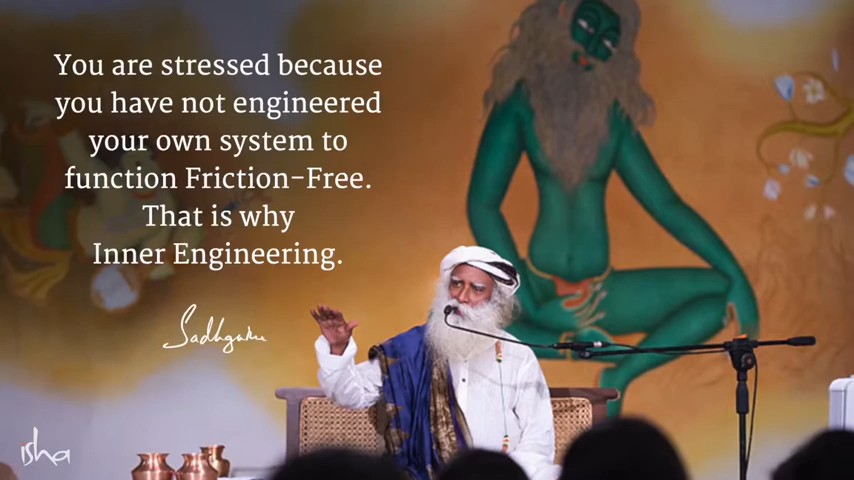 You are stressed because
you have not engineered
your own system to
function Friction-Free.
That is why
Inner Engineering.
Sadhguru
isha